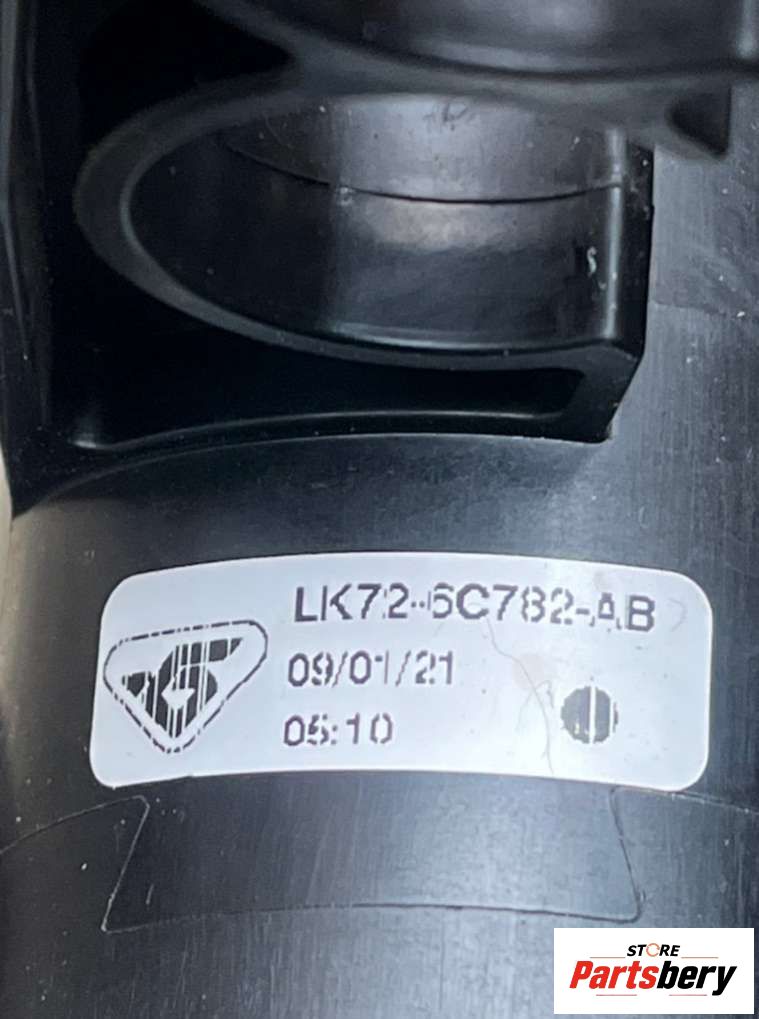 LK72-6C782-AB
09/01/21
05:10
STORE
Partsbery